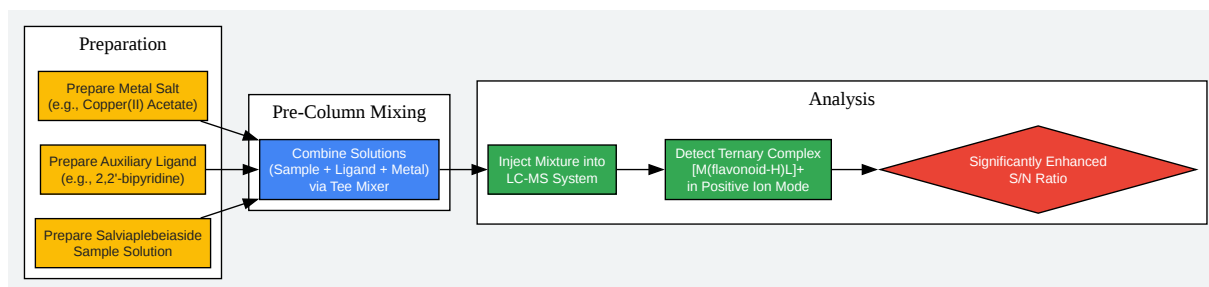 Preparation
Prepare Metal Salt
(e.g., Copper(II) Acetate)
Prepare Auxiliary Ligand
(e.g., 2,2'-bipyridine)
Prepare Salviaplebeiaside
Sample Solution
Pre-Column Mixing
Combine Solutions
(Sample + Ligand + Metal)
via Tee Mixer
Analysis
Inject Mixture into
LC-MS System
Detect Ternary Complex
[M(flavonoid-H)L]+
in Positive Ion Mode
Significantly Enhanced
S/N Ratio